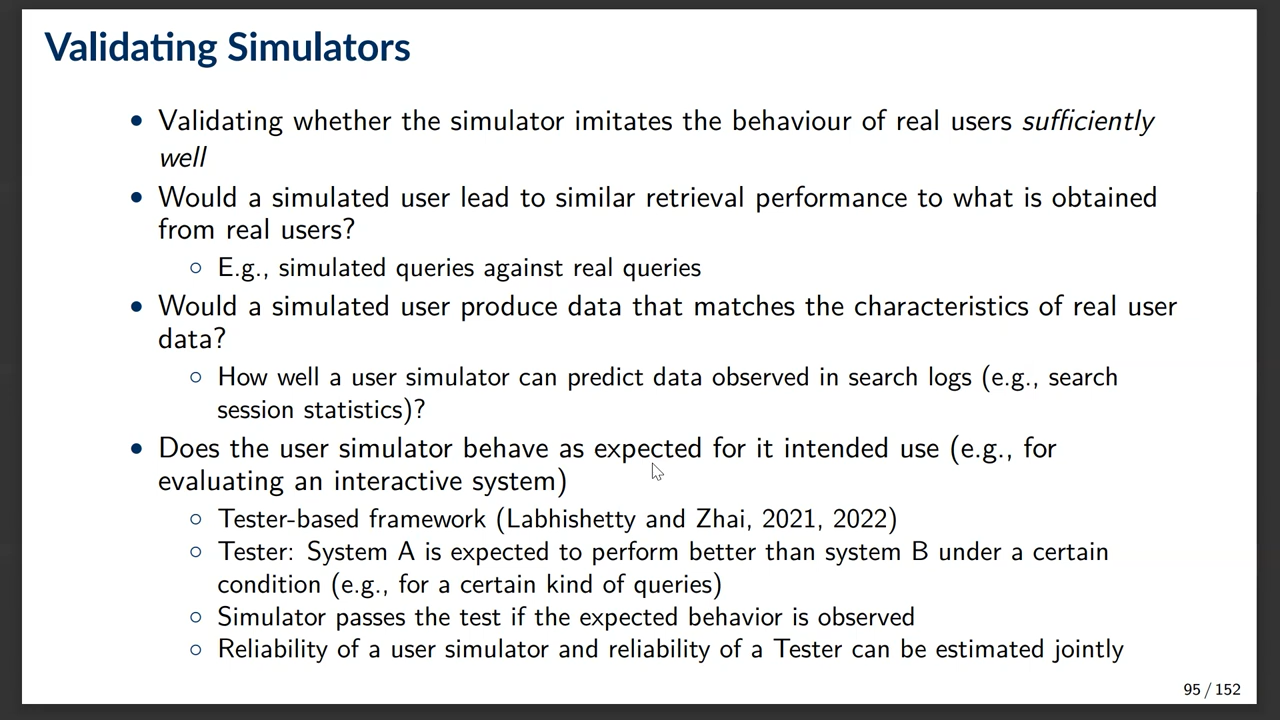 Validating Simulators
• Validating whether the simulator imitates the behaviour of real users sufficiently
well
• Would a simulated user lead to similar retrieval performance to what is obtained
from real users?
◦ E.g., simulated queries against real queries
• Would a simulated user produce data that matches the characteristics of real user
data?
◦ How well a user simulator can predict data observed in search logs (e.g., search
session statistics)?
• Does the user simulator behave as expected for it intended use (e.g., for
evaluating an interactive system)
◦ Tester-based framework (Labhishetty and Zhai, 2021, 2022)
◦ Tester: System A is expected to perform better than system B under a certain
condition (e.g., for a certain kind of queries)
◦ Simulator passes the test if the expected behavior is observed
◦ Reliability of a user simulator and reliability of a Tester can be estimated jointly
95 / 152